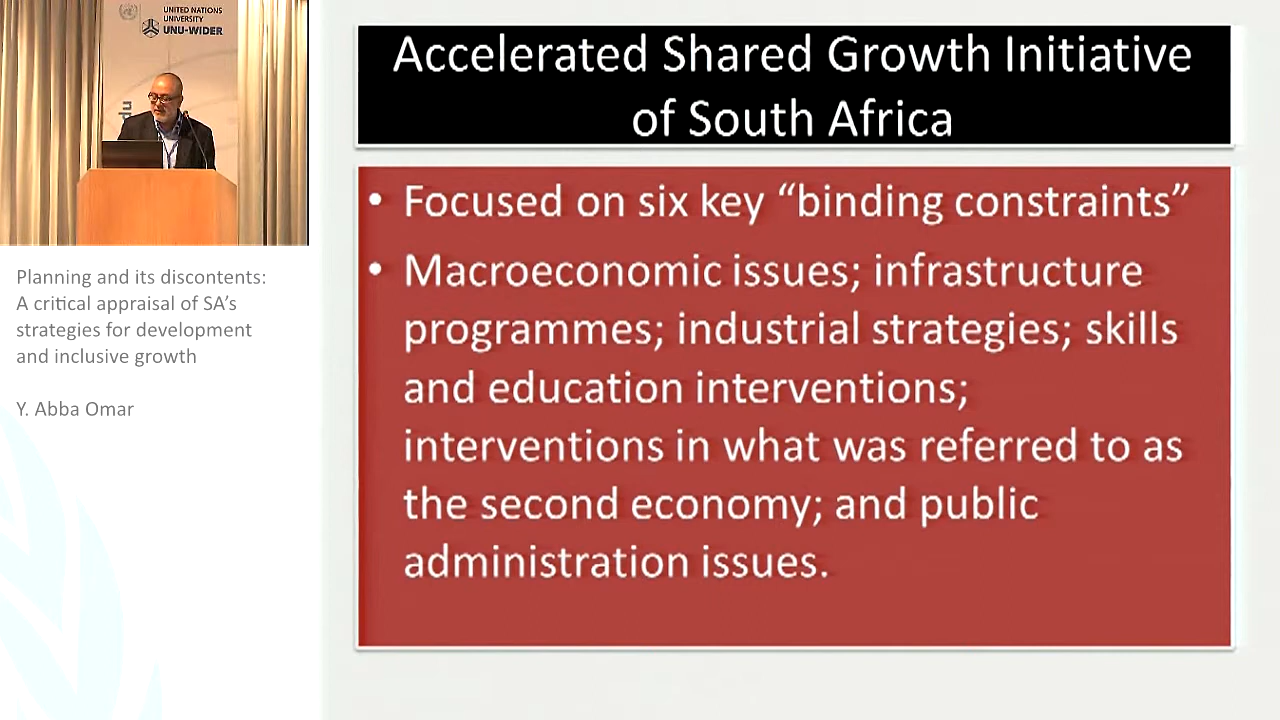 UNITED NATIONS
UNIVERSITY
UNU-WIDER
Planning and its discontents:
A critical appraisal of SA's
strategies for development
and inclusive growth
Y. Abba Omar
Accelerated Shared Growth Initiative
of South Africa
• Focused on six key “binding constraints”
• Macroeconomic issues; infrastructure
programmes; industrial strategies; skills
and education interventions;
interventions in what was referred to as
the second economy; and public
administration issues.